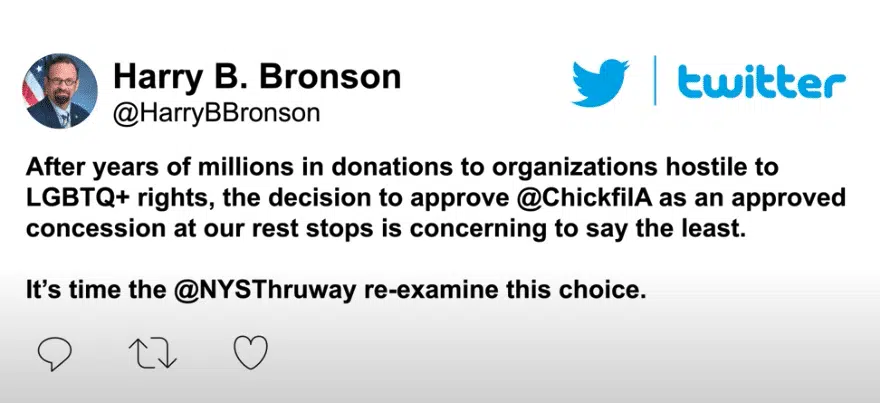 Harry B. Bronson
@HarryBBronson
twitter
After years of millions in donations to organizations hostile to
LGBTQ+ rights, the decision to approve @ChickfilA as an approved
concession at our rest stops is concerning to say the least.
It's time the @NYSThruway re-examine this choice.